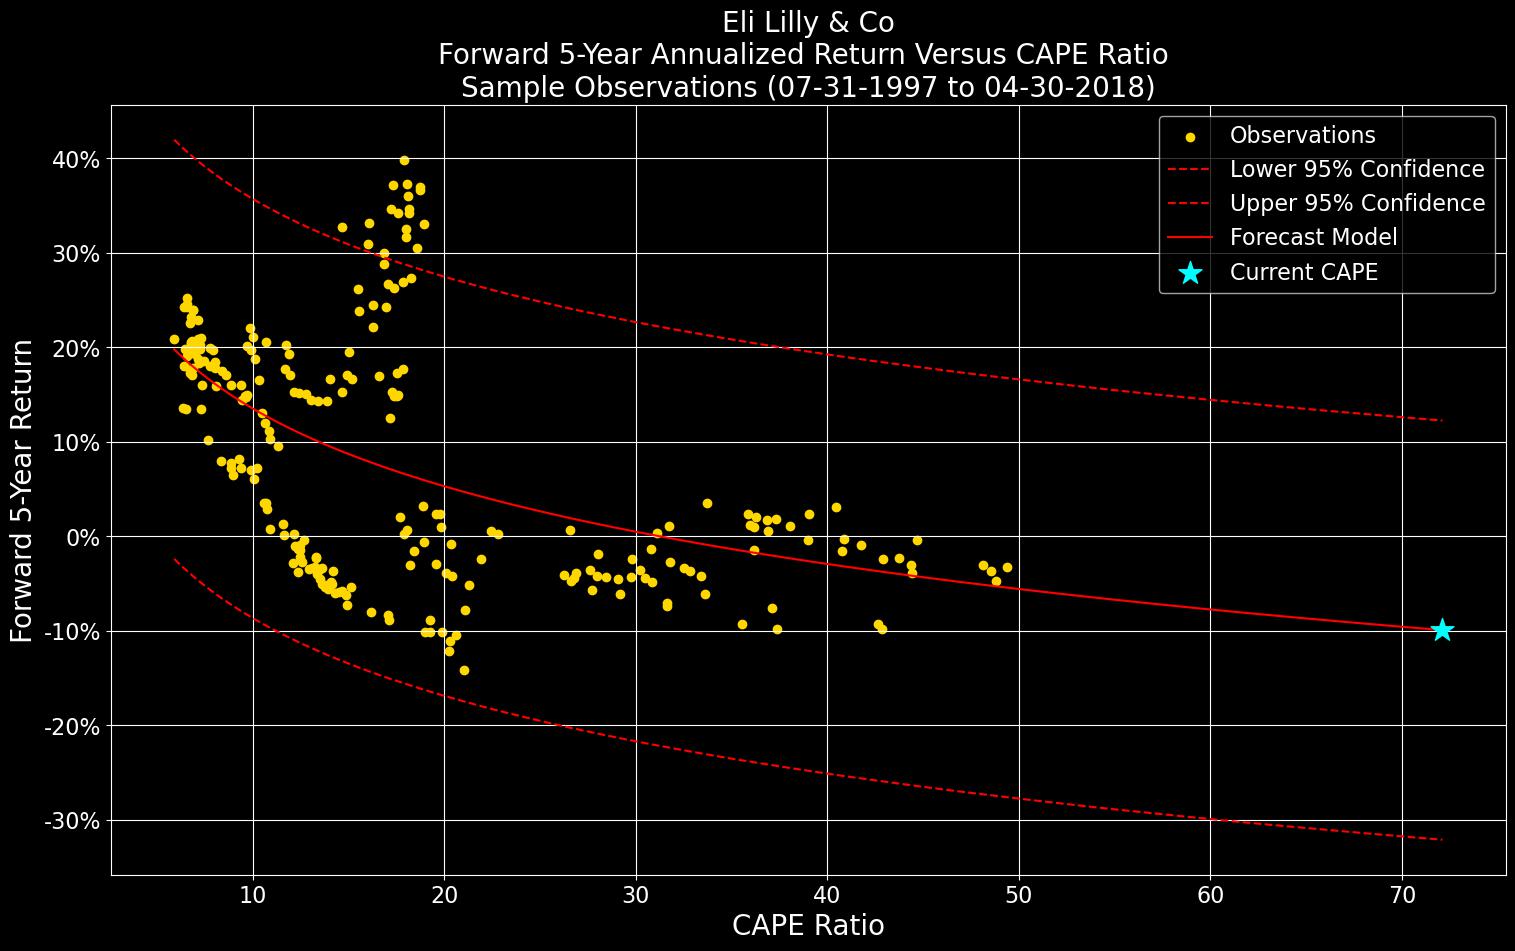 Eli Lilly & Co
Forward 5-Year Annualized Return Versus CAPE Ratio
Sample Observations (07-31-1997 to 04-30-2018)
Observations
Lower 95% Confidence
Upper 95% Confidence
Forecast Model
Current CAPE
Forward 5-Year Return
40%
30%
20%
10%
0%
-10%
-20%
-30%
10 20 30 40 50 60 70
CAPE Ratio